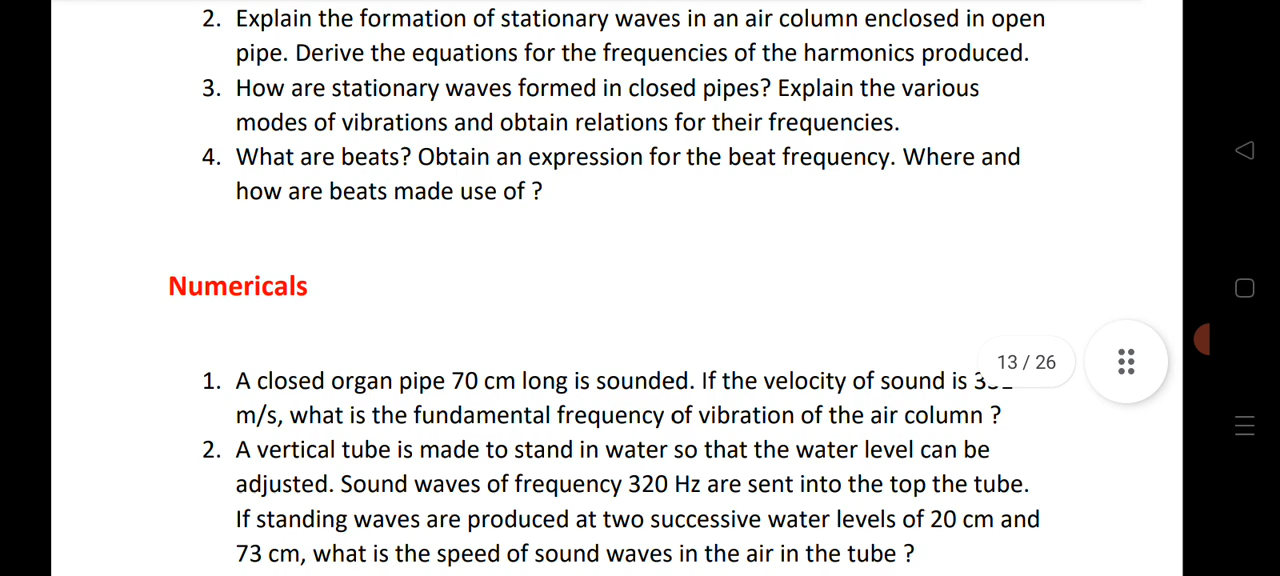 2. Explain the formation of stationary waves in an air column enclosed in open
pipe. Derive the equations for the frequencies of the harmonics produced.
3. How are stationary waves formed in closed pipes? Explain the various
modes of vibrations and obtain relations for their frequencies.
4. What are beats? Obtain an expression for the beat frequency. Where and
how are beats made use of ?
Numericals
13 / 26
1. A closed organ pipe 70 cm long is sounded. If the velocity of sound is
m/s, what is the fundamental frequency of vibration of the air column ?
2. A vertical tube is made to stand in water so that the water level can be
adjusted. Sound waves of frequency 320 Hz are sent into the top the tube.
If standing waves are produced at two successive water levels of 20 cm and
73 cm, what is the speed of sound waves in the air in the tube ?